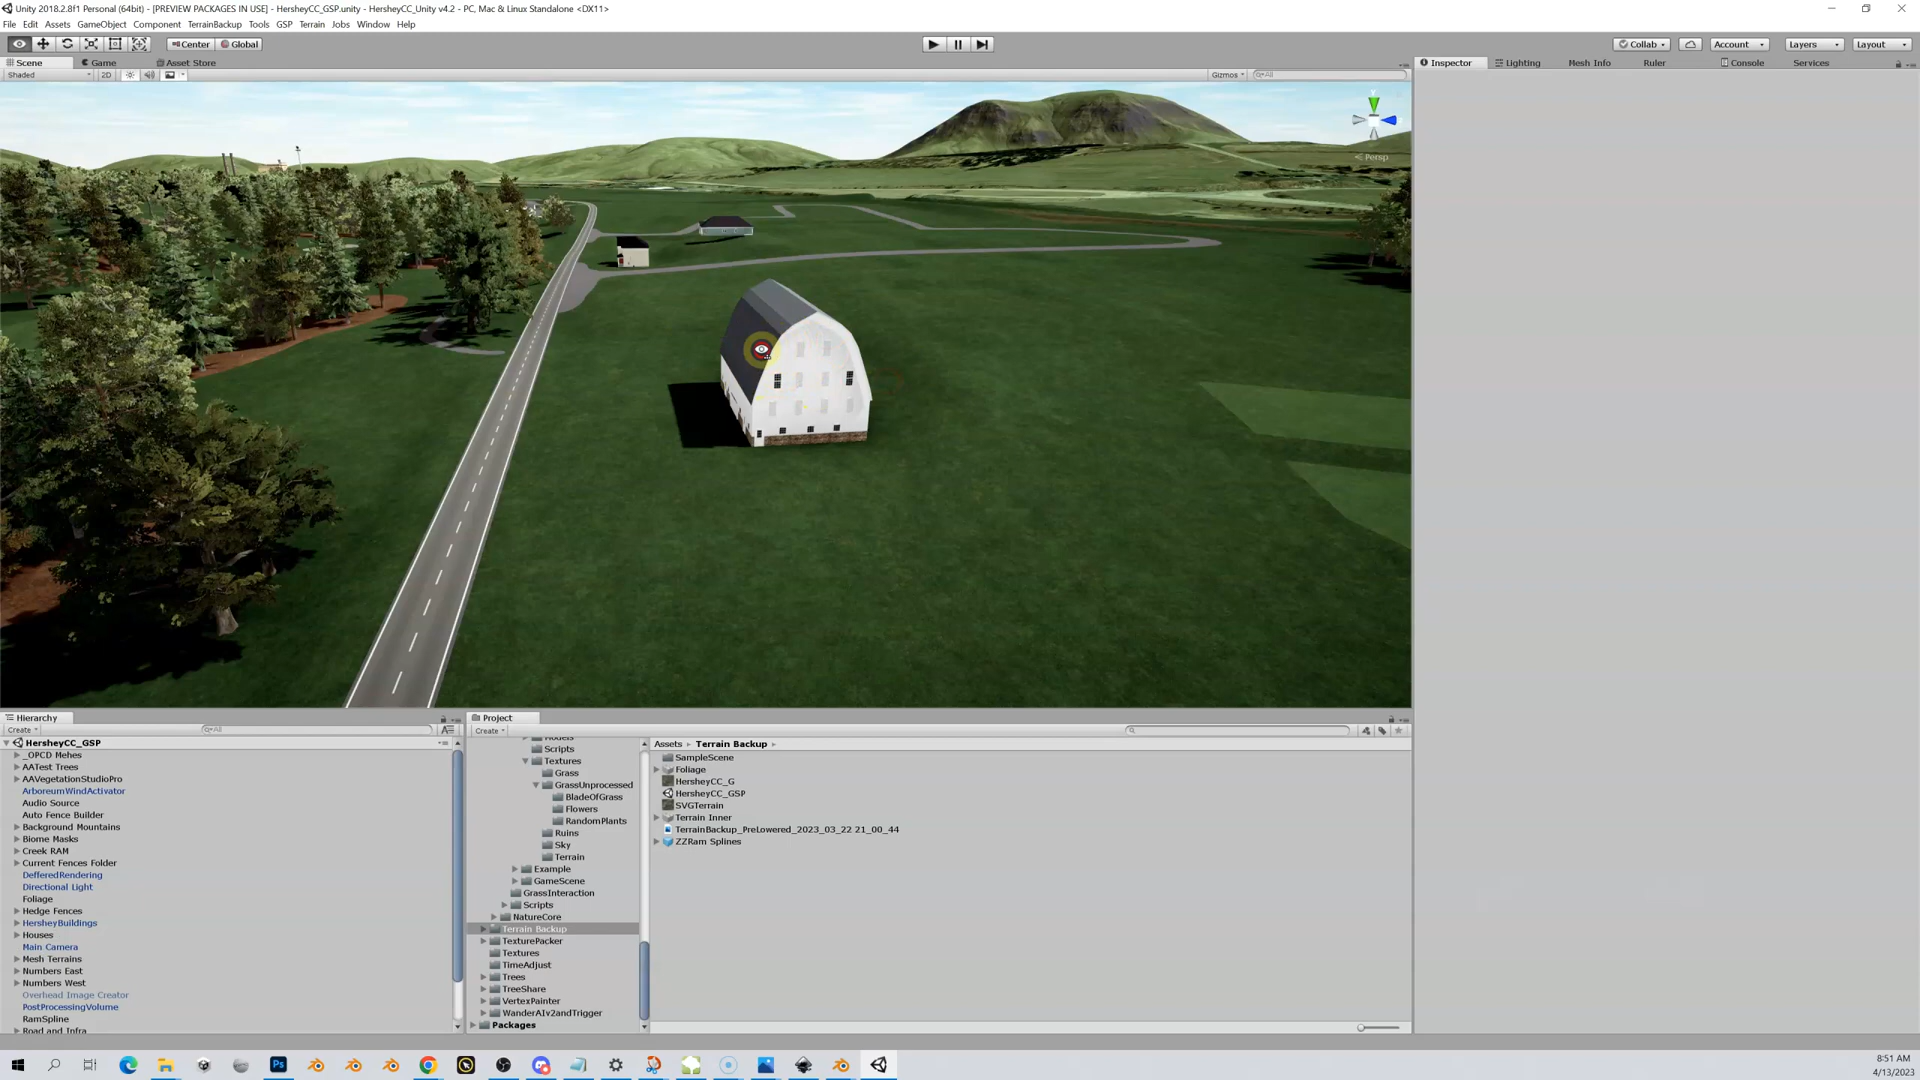 Unity 2018.2.8f1 Personal (64bit) - [PREVIEW PACKAGES IN USE] - HersheyCC_GSP.unity - HersheyCC_Unity v4.2 - PC, Mac & Linux Standalone <DX11>
File Edit Assets GameObject Component TerrainBackup Tools GSP Terrain Jobs Window Help
Center Global Collab Account Layers Layout
Scene Game Asset Store Inspector Lighting Mesh Info Ruler Console Services
Shaded 2D Gizmos All
Y
Persp
Hierarchy
Create All
HersheyCC_GSP
_OPCD Mehes
AATest Trees
AAVegetationStudioPro
ArboreumWindActivator
Audio Source
Auto Fence Builder
Background Mountains
Biome Masks
Creek RAM
Current Fences Folder
DefferedRendering
Directional Light
Foliage
Hedge Fences
HersheyBuildings
Houses
Main Camera
Mesh Terrains
Numbers East
Numbers West
Overhead Image Creator
PostProcessingVolume
RamSpline
Road and Infra
Project
Create
Models
Scripts
Textures
Grass
GrassUnprocessed
BladeOfGrass
Flowers
RandomPlants
Ruins
Sky
Terrain
Example
GameScene
GrassInteraction
Scripts
NatureCore
Terrain Backup
TexturePacker
Textures
TimeAdjust
Trees
TreeShare
VertexPainter
WanderAIv2andTrigger
Packages
Assets Terrain Backup
SampleScene
Foliage
HersheyCC_G
HersheyCC_GSP
SVGTerrain
Terrain Inner
TerrainBackup_PreLowered_2023_03_22 21_00_44
ZZRam Splines
Ps
8:51 AM
4/13/2023